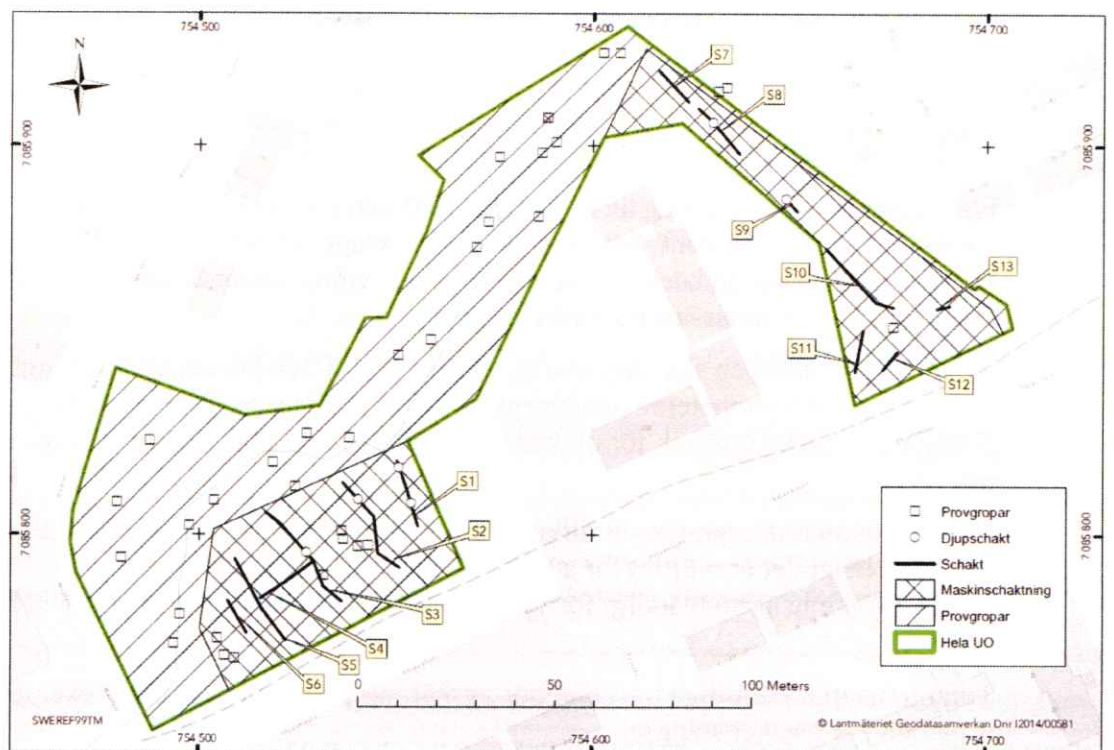 754 500
754 600
754 700
N
S7
S8
7 085 900
7 085 900
S9
S10
S13
S11
S12
S1
S2
7 085 800
7 085 800
S3
S4
S5
S6
Provgropar
Djupschakt
Schakt
Maskinschaktning
Provgropar
Hela UO
0 50 100 Meters
SWEREF99TM
© Lantmäteriet Geodatasamverkan Dnr I2014/00581
754 500
754 600
754 700